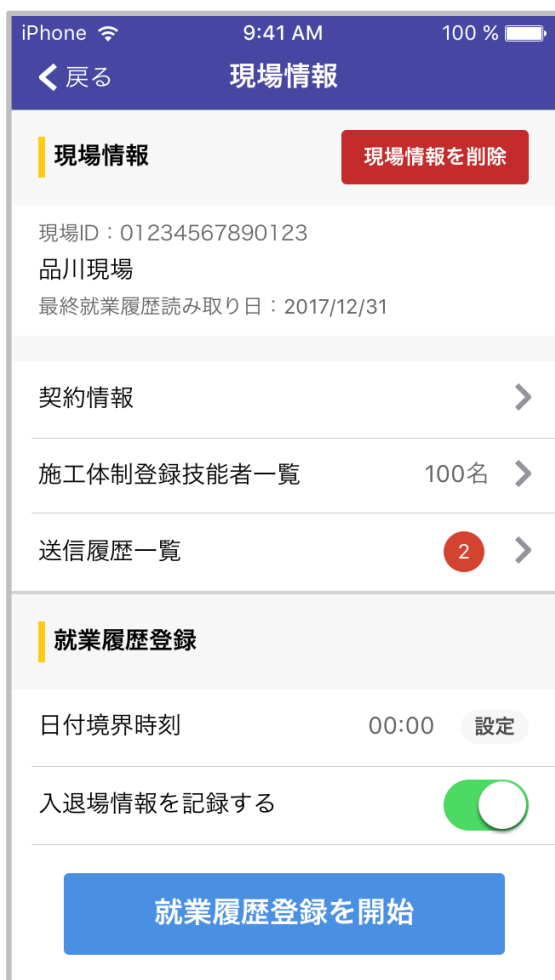 iPhone 9:41 AM 100 %
戻る 現場情報
現場情報 現場情報を削除
現場ID：01234567890123
品川現場
最終就業履歴読み取り日：2017/12/31
契約情報
施工体制登録技能者一覧 100名
送信履歴一覧 2
就業履歴登録
日付境界時刻 00:00 設定
入退場情報を記録する
就業履歴登録を開始